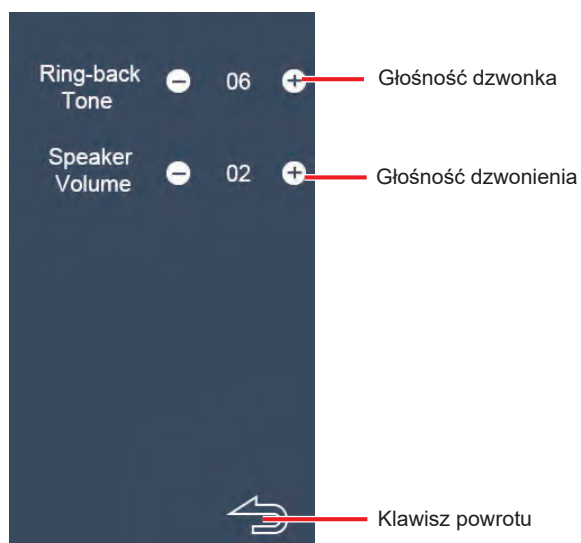 Ring-back
Tone
06
Głośność dzwonka
Speaker
Volume
02
Głośność dzwonienia
Klawisz powrotu